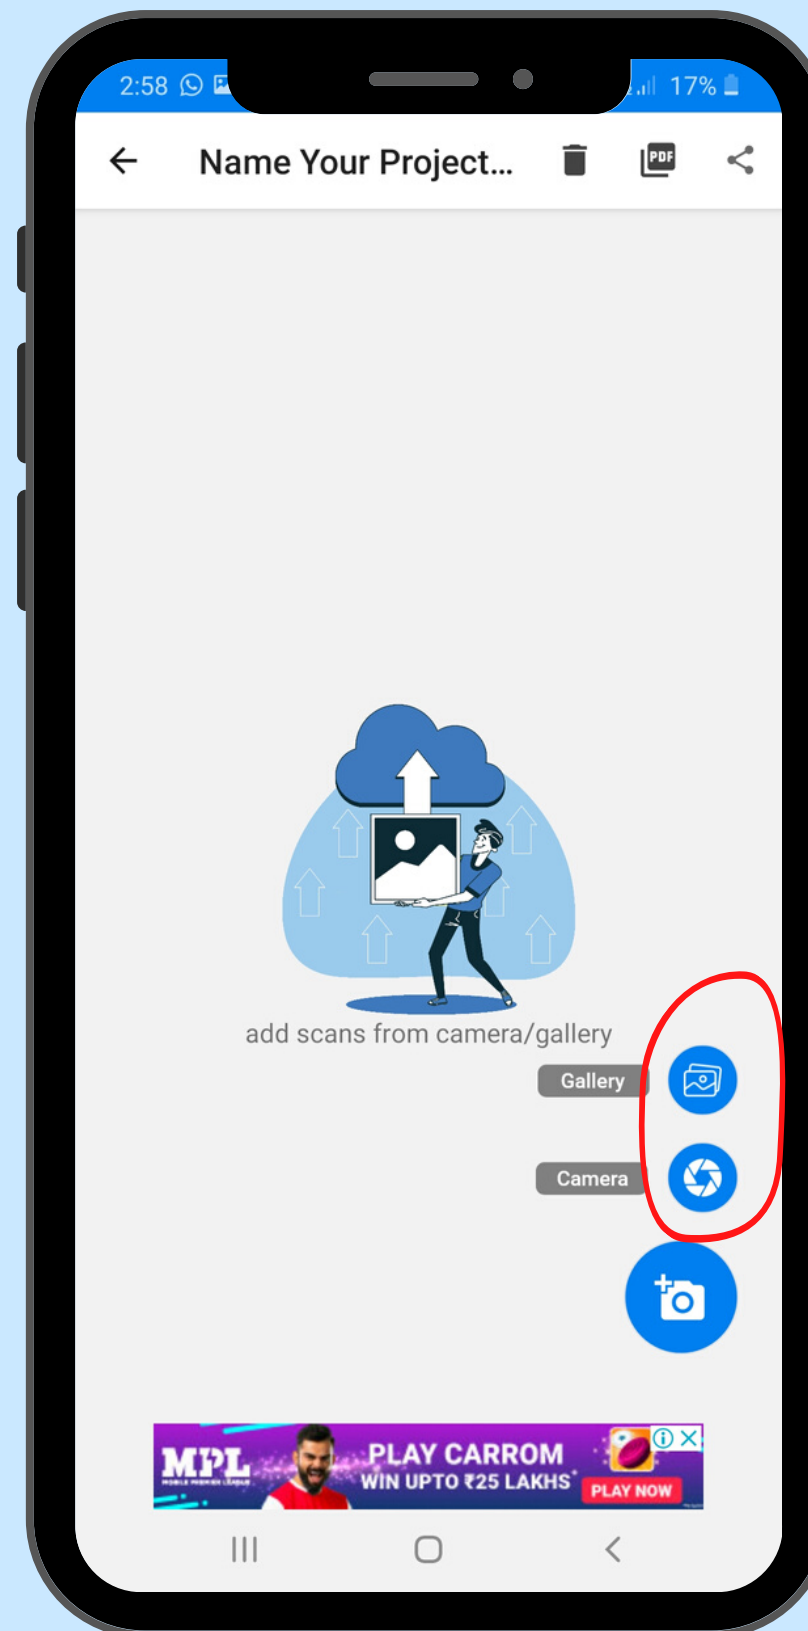 2:58 17%
Name Your Project... PDF
add scans from camera/gallery
Gallery
Camera
MPL
PLAY CARROM
WIN UPTO ₹25 LAKHS*
PLAY NOW